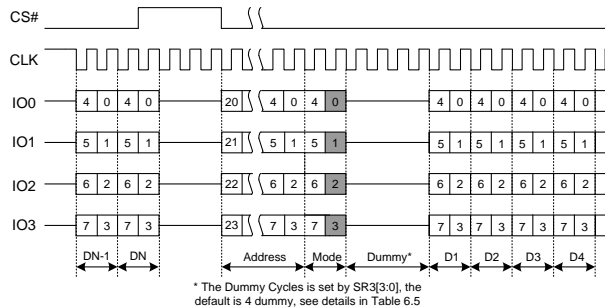 CS#
CLK
IO0 4 0 4 0 20 4 0 4 0 4 0 4 0 4 0 4 0
IO1 5 1 5 1 21 5 1 5 1 5 1 5 1 5 1 5 1
IO2 6 2 6 2 22 6 2 6 2 6 2 6 2 6 2 6 2
IO3 7 3 7 3 23 7 3 7 3 7 3 7 3 7 3 7 3
DN-1 DN Address Mode Dummy* D1 D2 D3 D4
* The Dummy Cycles is set by SR3[3:0], the
default is 4 dummy, see details in Table 6.5